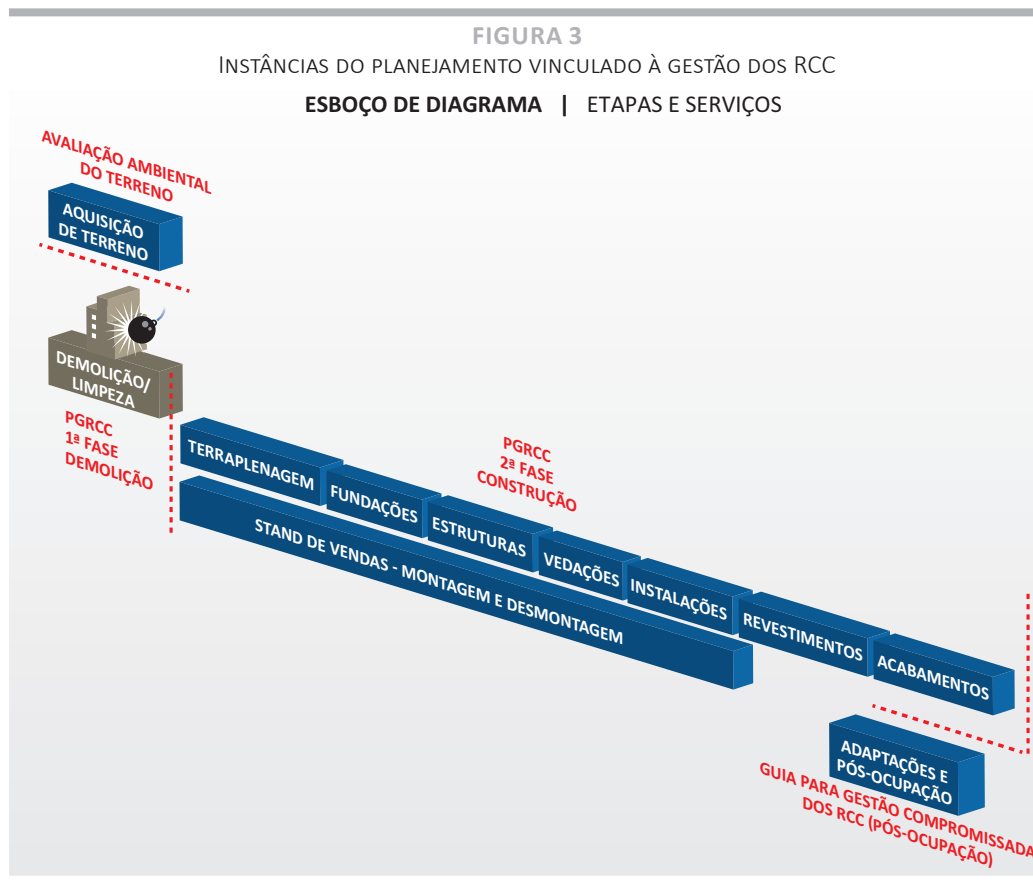 FIGURA 3
INSTÂNCIAS DO PLANEJAMENTO VINCULADO À GESTÃO DOS RCC
ESBOÇO DE DIAGRAMA | ETAPAS E SERVIÇOS
AVALIAÇÃO AMBIENTAL
DO TERRENO
AQUISIÇÃO
DE TERRENO
DEMOLIÇÃO/
LIMPEZA
PGRCC
1ª FASE
DEMOLIÇÃO
PGRCC
2ª FASE
CONSTRUÇÃO
TERRAPLENAGEM
FUNDAÇÕES
ESTRUTURAS
VEDAÇÕES
INSTALAÇÕES
REVESTIMENTOS
ACABAMENTOS
STAND DE VENDAS - MONTAGEM E DESMONTAGEM
ADAPTAÇÕES E
PÓS-OCUPAÇÃO
GUIA PARA GESTÃO COMPROMISSADA
DOS RCC (PÓS-OCUPAÇÃO)